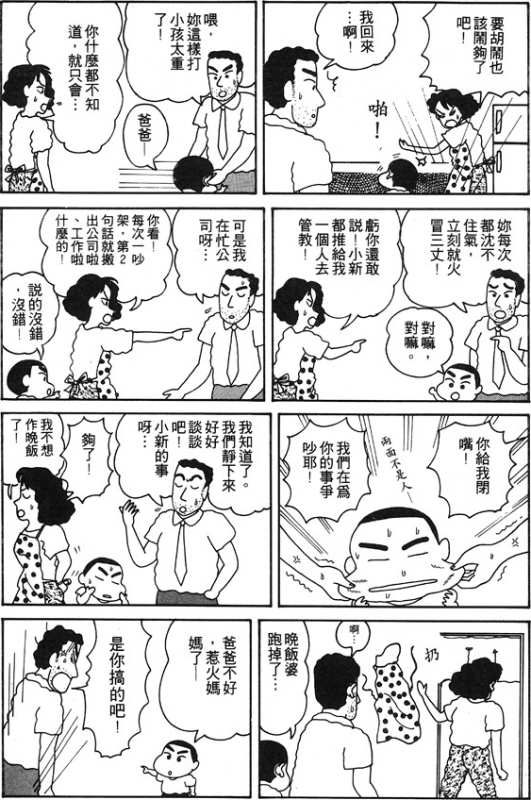 要胡鬧也
該鬧夠了
吧！
啪！
我回來
…啊！
喂，
妳這樣打
小孩太重
了！
爸爸—
你什麼都不知
道，就只會…
妳每次
都沈不
住氣，
立刻就火
冒三丈！
對嘛，
對嘛。
虧你還敢
說！小新
都推給我
一個人去
管教！
可是我
在忙公
司呀…
你看！
每次一吵
架，第2
句話就搬
出公司啦
、工作啦
什麼的！
說的沒錯
，沒錯！
你給我閉
嘴！
兩面不是人…
我們在爲
你的事爭
吵耶！
我知道了。
我們靜下來
好好
談談
吧！
小新的事
呀…
夠了！
我不想
作晚飯
了！
扔
啊…
晚飯婆
跑掉了…
爸爸不好
，惹火媽
媽了—
是你搞的吧！